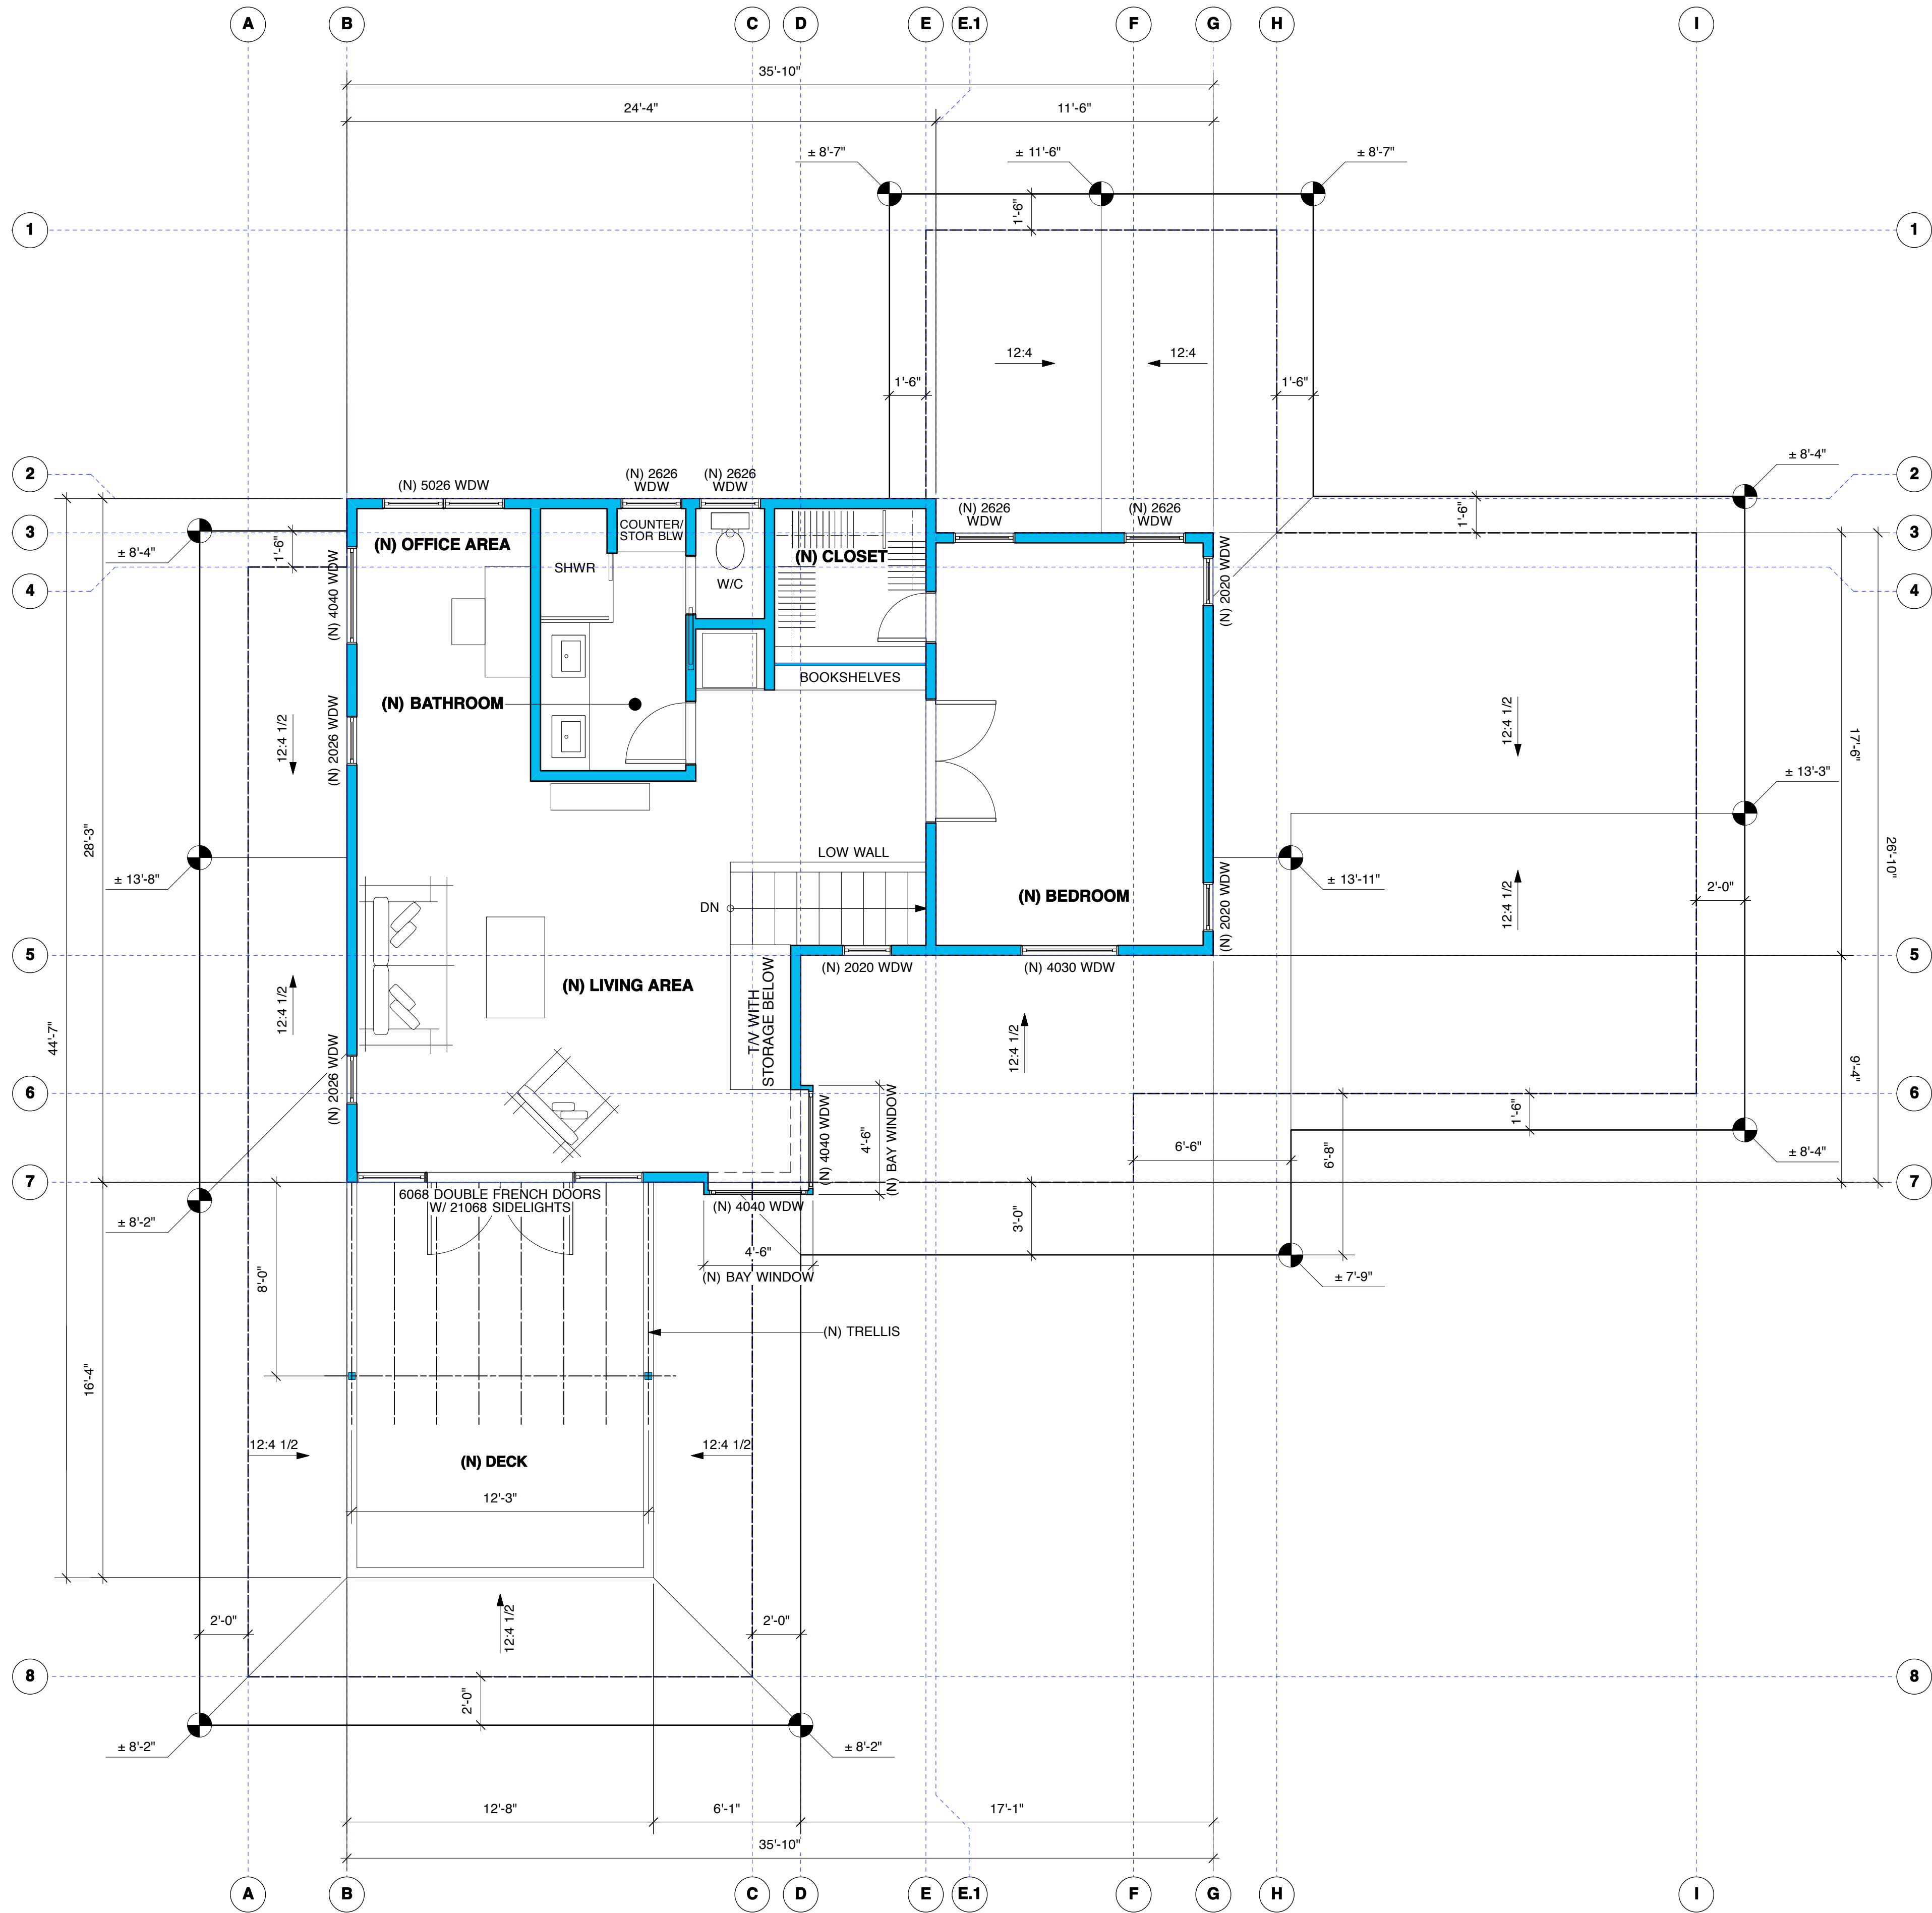 A B C D E E.1 F G H I
35'-10"
24'-4" 11'-6"
± 8'-7" ± 11'-6" ± 8'-7"
1'-6"
1 1
12:4 12:4
1'-6" 1'-6"
± 8'-4"
2 2
(N) 5026 WDW
(N) 2626
WDW
(N) 2626
WDW
1'-6"
(N) 2626
WDW
(N) 2626
WDW
3 3
± 8'-4"
1'-6"
(N) OFFICE AREA
COUNTER/
STOR BLW
(N) CLOSET
SHWR
W/C
4 4
(N) 4040 WDW
(N) 2020 WDW
BOOKSHELVES
(N) BATHROOM
(N) 2026 WDW
12:4 1/2
12:4 1/2
17'-6"
± 13'-3"
28'-3"
LOW WALL
26'-10"
± 13'-8"
± 13'-11"
2'-0"
(N) BEDROOM
DN
(N) 2020 WDW
12:4 1/2
5 5
(N) 2020 WDW
(N) 4030 WDW
(N) LIVING AREA
12:4 1/2
T/V WITH
STORAGE BELOW
44'-7"
12:4 1/2
9'-4"
(N) 2026 WDW
6 6
(N) 4040 WDW
4'-6"
(N) BAY WINDOW
1'-6"
6'-6"
6'-8"
± 8'-4"
7 7
6068 DOUBLE FRENCH DOORS
W/ 21068 SIDELIGHTS
(N) 4040 WDW
± 8'-2"
3'-0"
4'-6"
(N) BAY WINDOW
8'-0"
± 7'-9"
(N) TRELLIS
16'-4"
12:4 1/2 12:4 1/2
(N) DECK
12'-3"
2'-0" 2'-0"
12:4 1/2
8 8
2'-0"
± 8'-2" ± 8'-2"
12'-8" 6'-1" 17'-1"
35'-10"
A B C D E E.1 F G H I